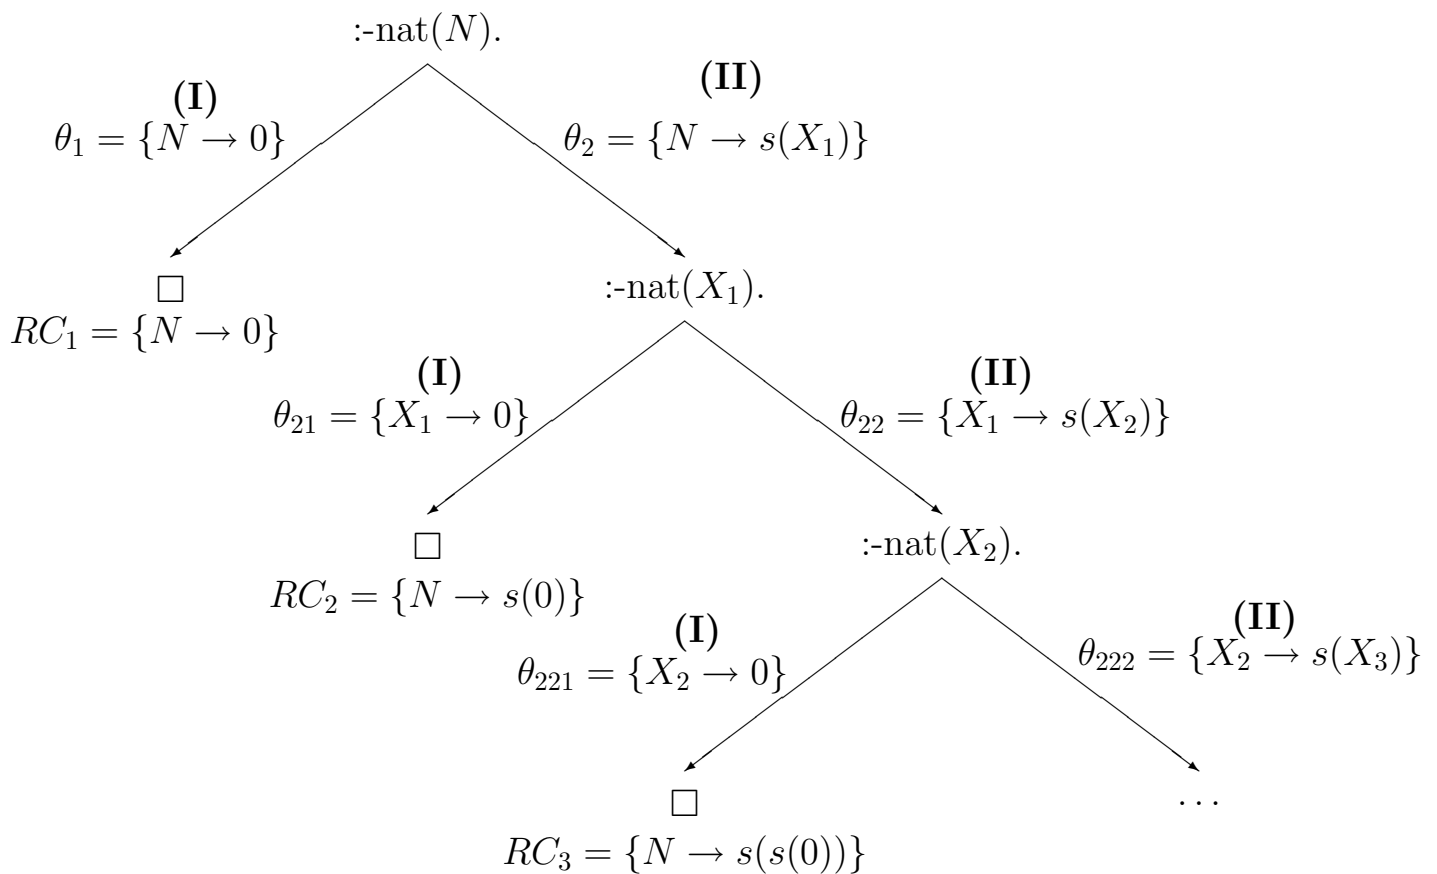 :-nat(N).
(I)
(II)
θ₁ = {N → 0}
θ₂ = {N → s(X₁)}
□
:-nat(X₁).
RC₁ = {N → 0}
(I)
(II)
θ₂₁ = {X₁ → 0}
θ₂₂ = {X₁ → s(X₂)}
□
:-nat(X₂).
RC₂ = {N → s(0)}
(I)
(II)
θ₂₂₁ = {X₂ → 0}
θ₂₂₂ = {X₂ → s(X₃)}
□
...
RC₃ = {N → s(s(0))}